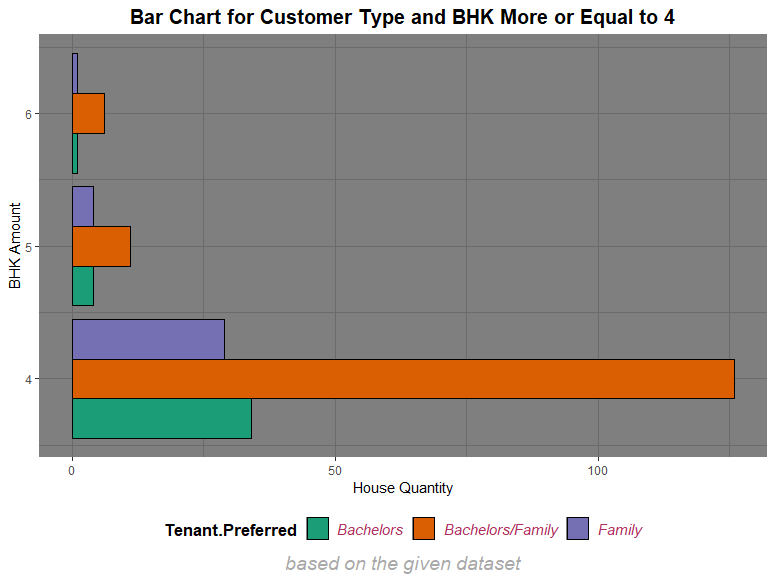 Bar Chart for Customer Type and BHK More or Equal to 4
BHK Amount
6
5
4
0 50 100
House Quantity
Tenant.Preferred Bachelors Bachelors/Family Family
based on the given dataset